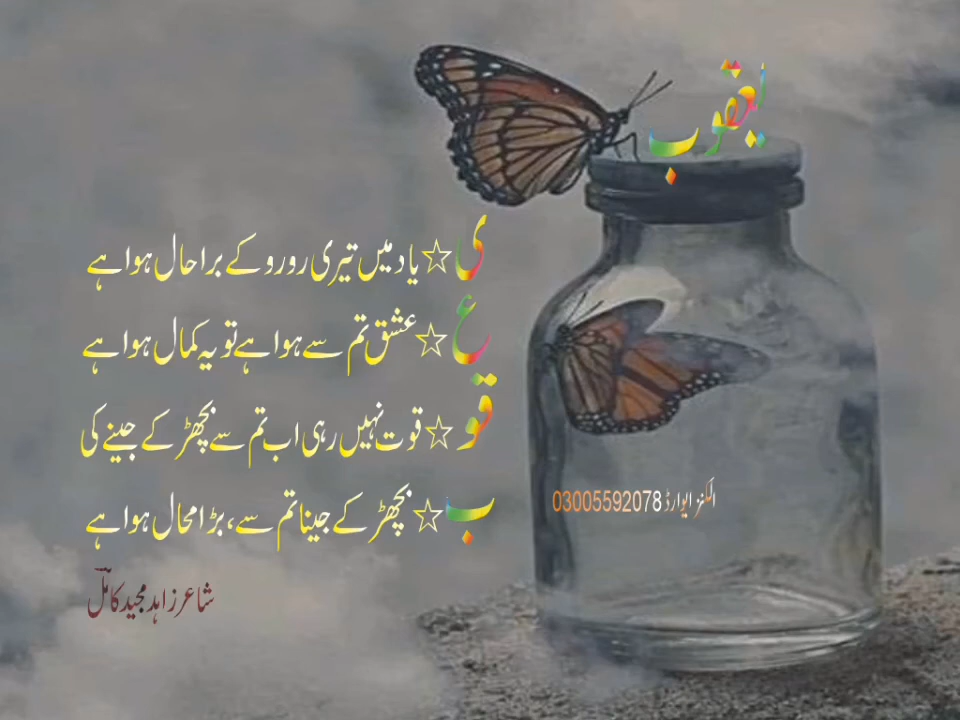 یعقوب
ی☆یاد میں تیری رو رو کے برا حال ہوا ہے
ع☆عشق تم سے ہوا ہے تو یہ کمال ہوا ہے
قو☆قوت نہیں رہی اب تم سے بچھڑ کے جینے کی
ب☆بچھڑ کے جینا تم سے، بڑا محال ہوا ہے
شاعر زاہد مجید کاملؔ
03005592078 ایوارڈ